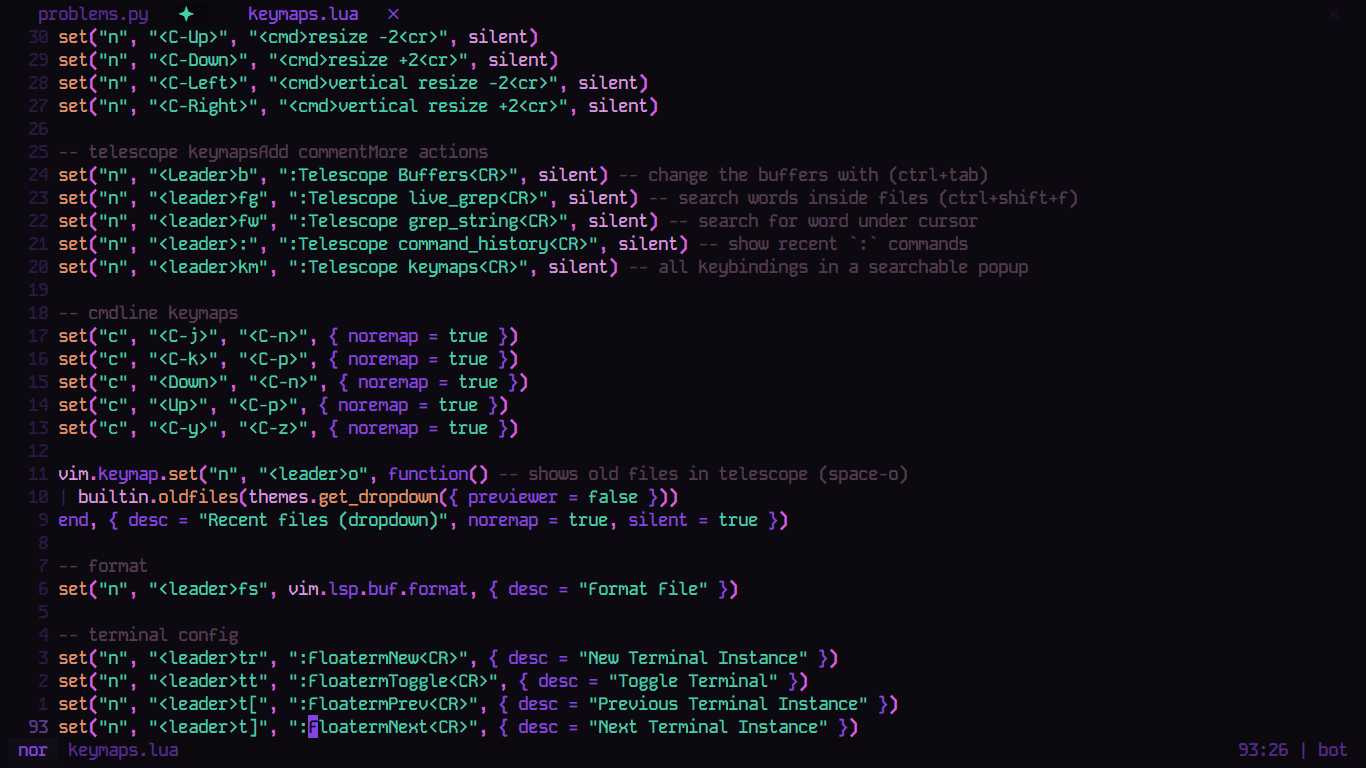 problems.py ✦ keymaps.lua ×
30 set("n", "<C-Up>", "<cmd>resize -2<cr>", silent)
29 set("n", "<C-Down>", "<cmd>resize +2<cr>", silent)
28 set("n", "<C-Left>", "<cmd>vertical resize -2<cr>", silent)
27 set("n", "<C-Right>", "<cmd>vertical resize +2<cr>", silent)
26
25 -- telescope keymapsAdd commentMore actions
24 set("n", "<Leader>b", ":Telescope Buffers<CR>", silent) -- change the buffers with (ctrl+tab)
23 set("n", "<leader>fg", ":Telescope live_grep<CR>", silent) -- search words inside files (ctrl+shift+f)
22 set("n", "<leader>fw", ":Telescope grep_string<CR>", silent) -- search for word under cursor
21 set("n", "<leader>:", ":Telescope command_history<CR>", silent) -- show recent `:` commands
20 set("n", "<leader>km", ":Telescope keymaps<CR>", silent) -- all keybindings in a searchable popup
19
18 -- cmdline keymaps
17 set("c", "<C-j>", "<C-n>", { noremap = true })
16 set("c", "<C-k>", "<C-p>", { noremap = true })
15 set("c", "<Down>", "<C-n>", { noremap = true })
14 set("c", "<Up>", "<C-p>", { noremap = true })
13 set("c", "<C-y>", "<C-z>", { noremap = true })
12
11 vim.keymap.set("n", "<leader>o", function() -- shows old files in telescope (space-o)
10 | builtin.oldfiles(themes.get_dropdown({ previewer = false }))
9 end, { desc = "Recent files (dropdown)", noremap = true, silent = true })
8
7 -- format
6 set("n", "<leader>fs", vim.lsp.buf.format, { desc = "Format File" })
5
4 -- terminal config
3 set("n", "<leader>tr", ":FloatermNew<CR>", { desc = "New Terminal Instance" })
2 set("n", "<leader>tt", ":FloatermToggle<CR>", { desc = "Toggle Terminal" })
1 set("n", "<leader>t[", ":FloatermPrev<CR>", { desc = "Previous Terminal Instance" })
93 set("n", "<leader>t]", ":FloatermNext<CR>", { desc = "Next Terminal Instance" })
nor keymaps.lua 93:26 | bot